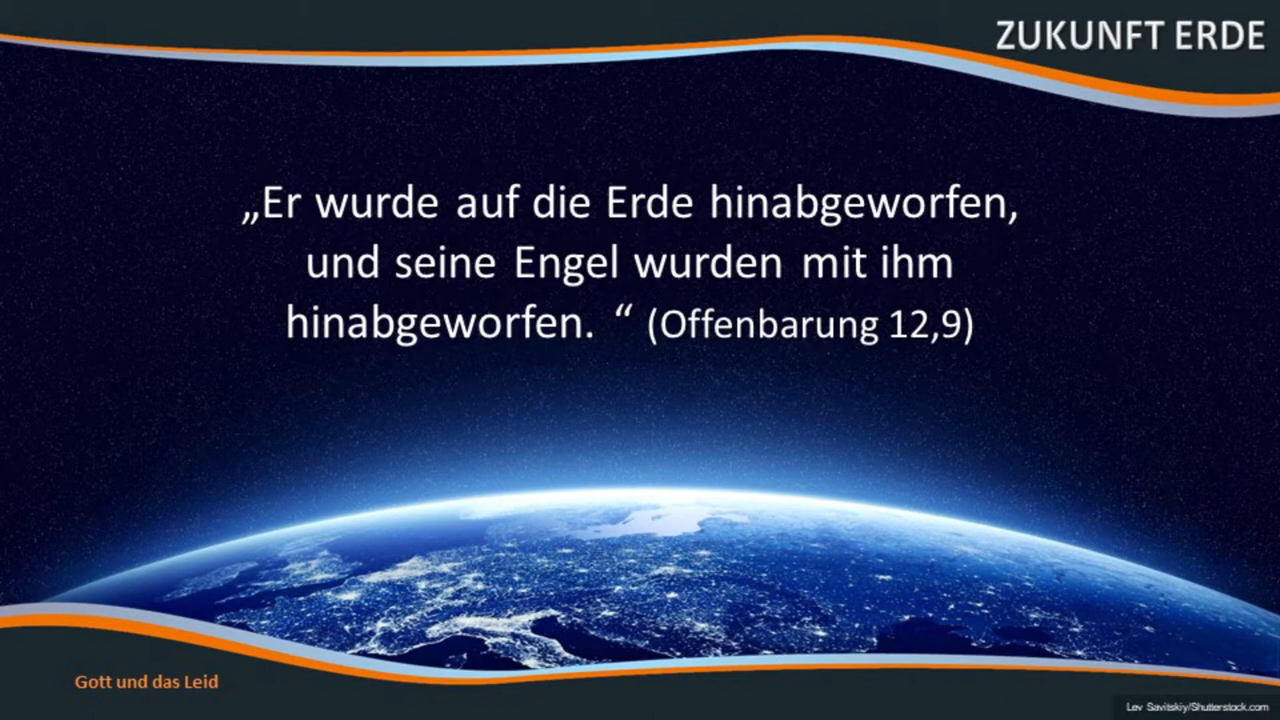 ZUKUNFT ERDE
„Er wurde auf die Erde hinabgeworfen,
und seine Engel wurden mit ihm
hinabgeworfen. “ (Offenbarung 12,9)
Gott und das Leid
Lev Savitskiy/Shutterstock.com